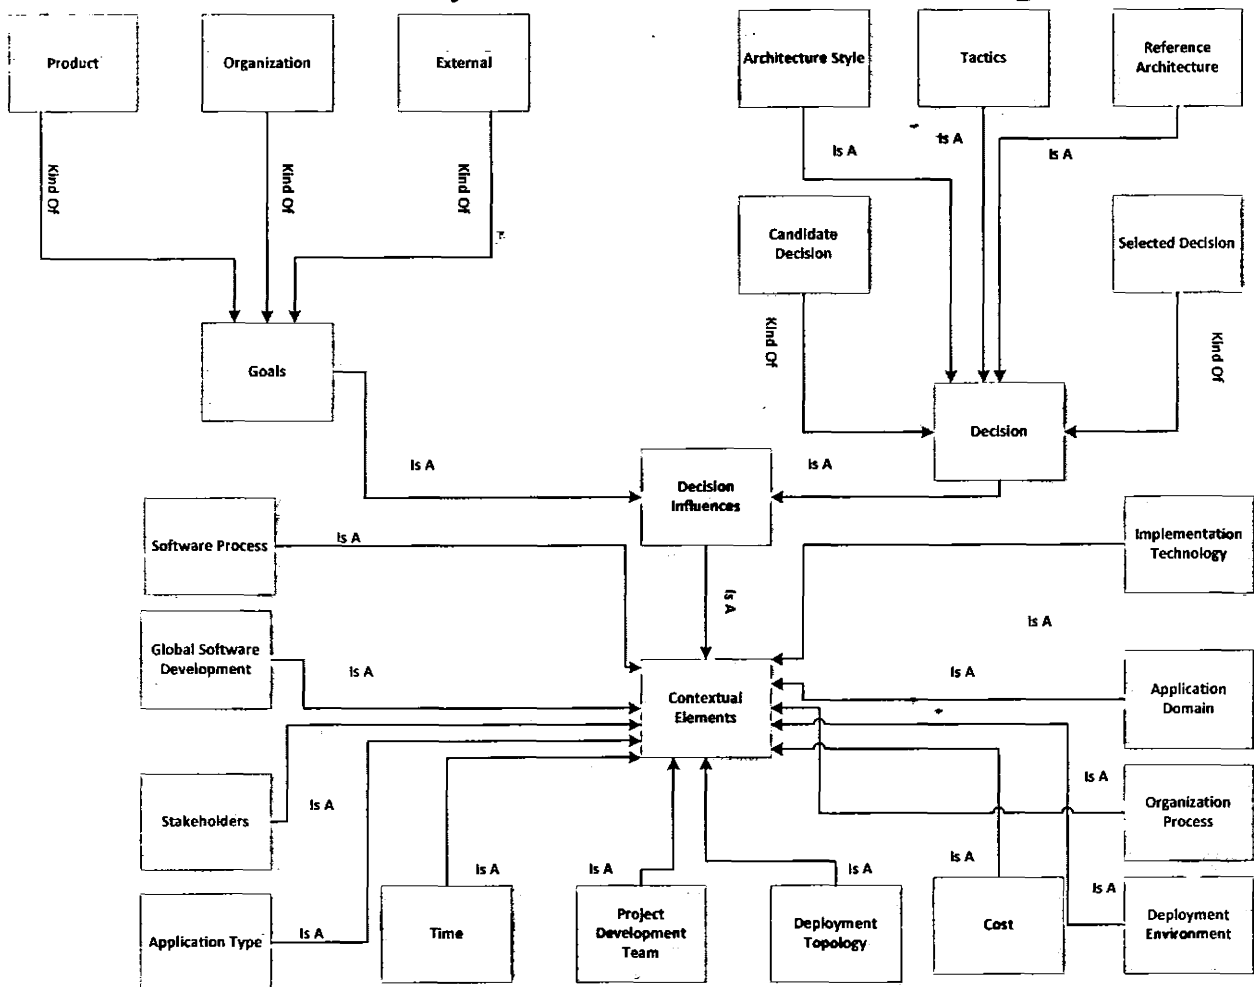 Product
Organization
External
Architecture Style
Tactics
Reference
Architecture
Is A
Is A
Is A
Kind Of
Kind Of
Kind Of
Candidate
Decision
Selected Decision
Kind Of
Kind Of
Goals
Decision
Is A
Is A
Decision
Influences
Software Process
Is A
Implementation
Technology
Is A
Is A
Global Software
Development
Is A
Is A
Application
Domain
Contextual
Elements
Stakeholders
Is A
Is A
Organization
Process
Is A
Is A
Is A
Is A
Is A
Application Type
Is A
Time
Project
Development
Team
Deployment
Topology
Cost
Deployment
Environment